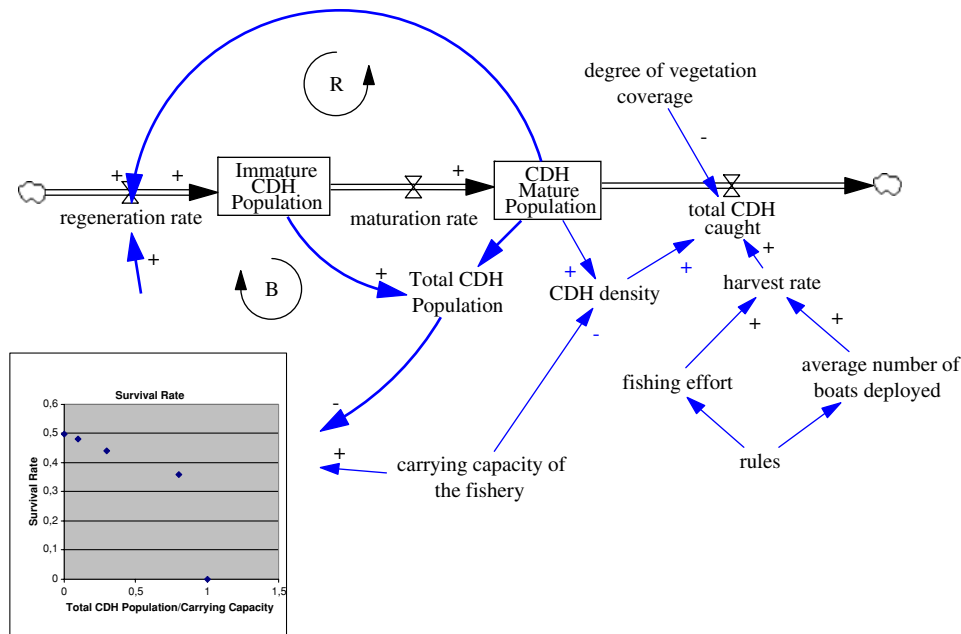 degree of vegetation
coverage
-
R
+
+
regeneration rate
+
Immature
CDH
Population
+
maturation rate
CDH
Mature
Population
total CDH
caught
+
+
+
B
+
Total CDH
Population
CDH density
-
harvest rate
+
+
fishing effort
average number of
boats deployed
-
+
carrying capacity of
the fishery
rules
Survival Rate
Survival Rate
0,6
0,5
0,4
0,3
0,2
0,1
0
0
0,5
1
1,5
Total CDH Population/Carrying Capacity